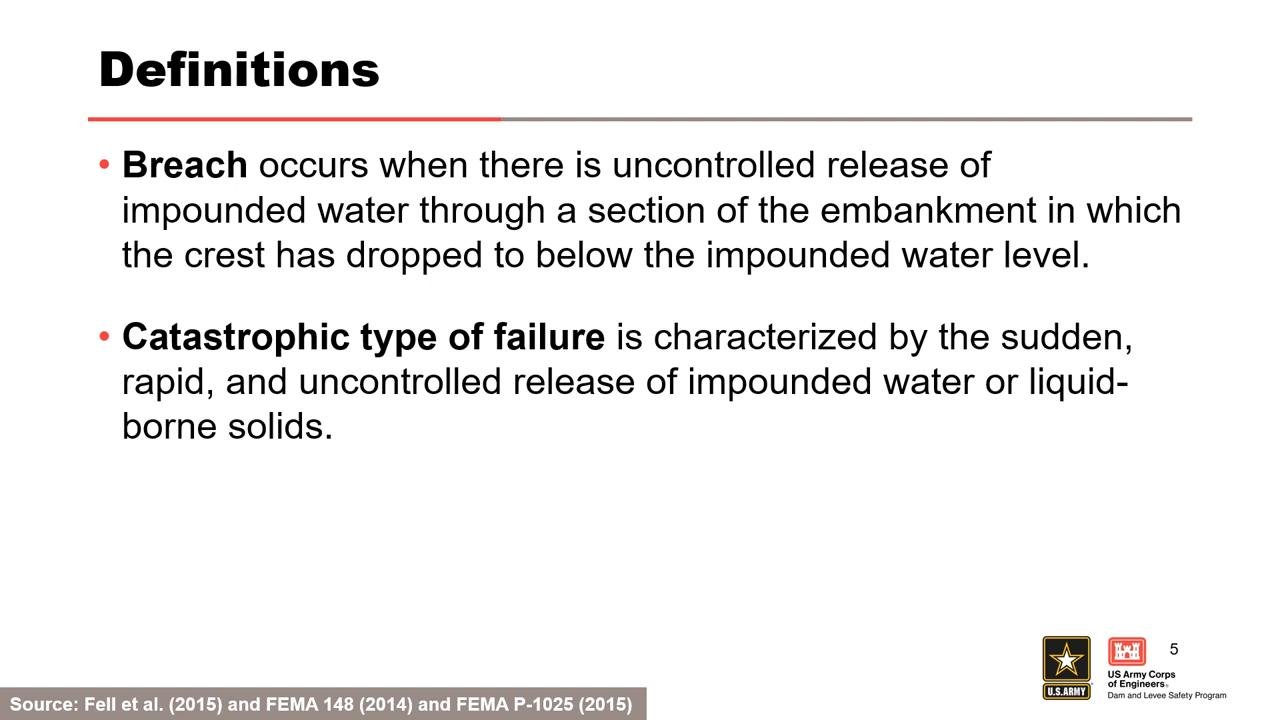 Definitions
• Breach occurs when there is uncontrolled release of
impounded water through a section of the embankment in which
the crest has dropped to below the impounded water level.
• Catastrophic type of failure is characterized by the sudden,
rapid, and uncontrolled release of impounded water or liquid-
borne solids.
5
U.S.ARMY
US Army Corps
of Engineers®
Dam and Levee Safety Program
Source: Fell et al. (2015) and FEMA 148 (2014) and FEMA P-1025 (2015)